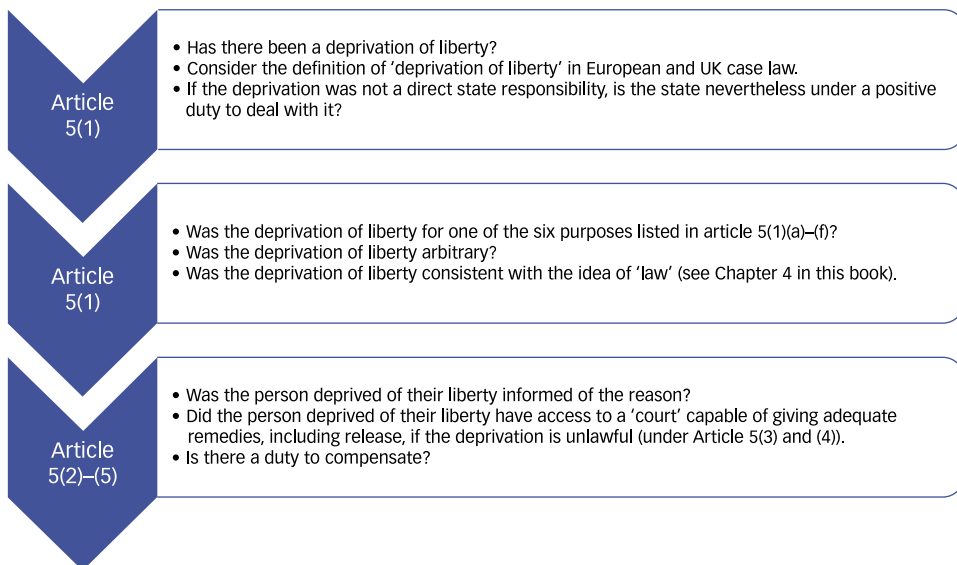 Article
5(1)
• Has there been a deprivation of liberty?
• Consider the definition of ‘deprivation of liberty’ in European and UK case law.
• If the deprivation was not a direct state responsibility, is the state nevertheless under a positive
duty to deal with it?
Article
5(1)
• Was the deprivation of liberty for one of the six purposes listed in article 5(1)(a)–(f)?
• Was the deprivation of liberty arbitrary?
• Was the deprivation of liberty consistent with the idea of ‘law’ (see Chapter 4 in this book).
Article
5(2)–(5)
• Was the person deprived of their liberty informed of the reason?
• Did the person deprived of their liberty have access to a ‘court’ capable of giving adequate
remedies, including release, if the deprivation is unlawful (under Article 5(3) and (4)).
• Is there a duty to compensate?